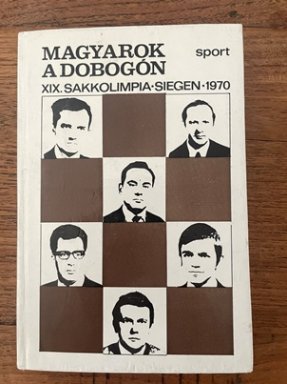 MAGYAROK
A DOBOGÓN
sport
XIX. SAKKOLIMPIA·SIEGEN·1970